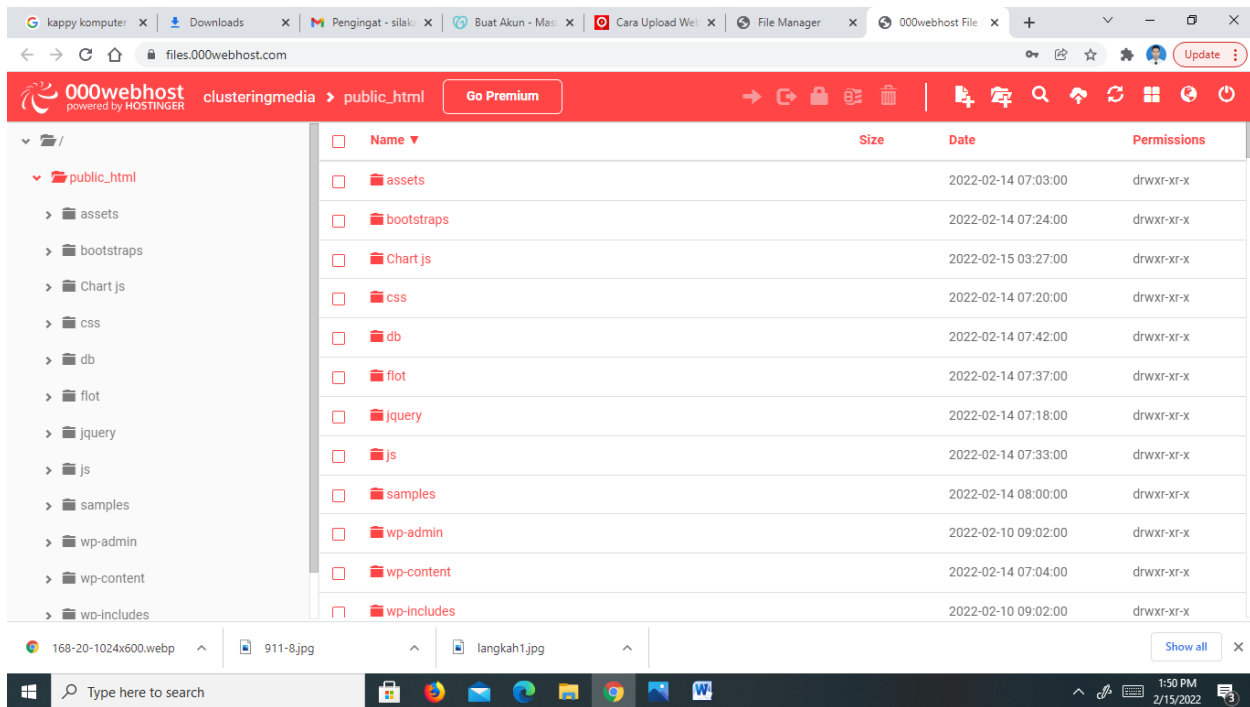 kappy komputer
Downloads
Pengingat - silaka
Buat Akun - Mas
Cara Upload Web
File Manager
000webhost File
files.000webhost.com
Update
000webhost
powered by HOSTINGER
clusteringmedia > public_html
Go Premium
/
public_html
assets
bootstraps
Chart js
css
db
flot
jquery
js
samples
wp-admin
wp-content
wp-includes
Name ▼ Size Date Permissions
assets 2022-02-14 07:03:00 drwxr-xr-x
bootstraps 2022-02-14 07:24:00 drwxr-xr-x
Chart js 2022-02-15 03:27:00 drwxr-xr-x
css 2022-02-14 07:20:00 drwxr-xr-x
db 2022-02-14 07:42:00 drwxr-xr-x
flot 2022-02-14 07:37:00 drwxr-xr-x
jquery 2022-02-14 07:18:00 drwxr-xr-x
js 2022-02-14 07:33:00 drwxr-xr-x
samples 2022-02-14 08:00:00 drwxr-xr-x
wp-admin 2022-02-10 09:02:00 drwxr-xr-x
wp-content 2022-02-14 07:04:00 drwxr-xr-x
wp-includes 2022-02-10 09:02:00 drwxr-xr-x
168-20-1024x600.webp
911-8.jpg
langkah1.jpg
Show all
Type here to search
1:50 PM
2/15/2022
3